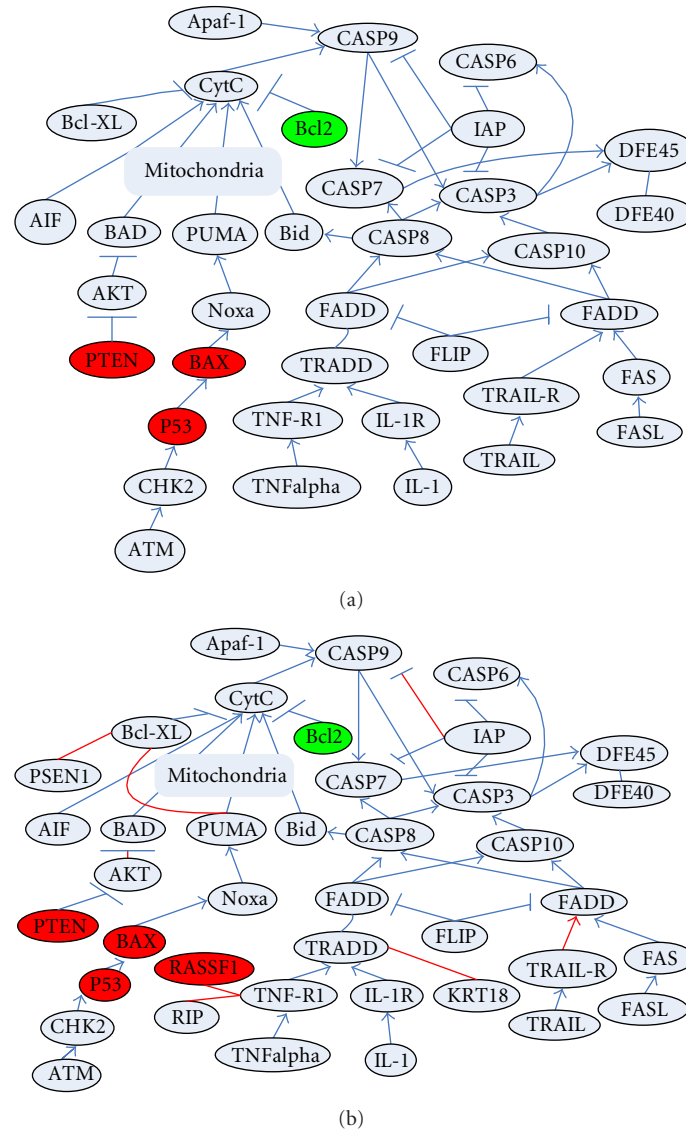 Apaf-1
CASP9
CASP6
CytC
Bcl-XL
Bcl2
IAP
DFE45
Mitochondria
CASP7
CASP3
AIF
BAD
PUMA
Bid
CASP8
DFE40
CASP10
AKT
Noxa
FADD
FADD
PTEN
BAX
TRADD
FLIP
FAS
P53
TNF-R1
IL-1R
TRAIL-R
FASL
CHK2
TNFalpha
IL-1
TRAIL
ATM
(a)
Apaf-1
CASP9
CASP6
CytC
Bcl-XL
Bcl2
IAP
PSEN1
Mitochondria
CASP7
CASP3
DFE45
DFE40
AIF
BAD
PUMA
Bid
CASP8
CASP10
AKT
Noxa
FADD
FADD
PTEN
BAX
TRADD
FLIP
RASSF1
FAS
P53
TNF-R1
IL-1R
KRT18
TRAIL-R
RIP
FASL
CHK2
TNFalpha
IL-1
TRAIL
ATM
(b)